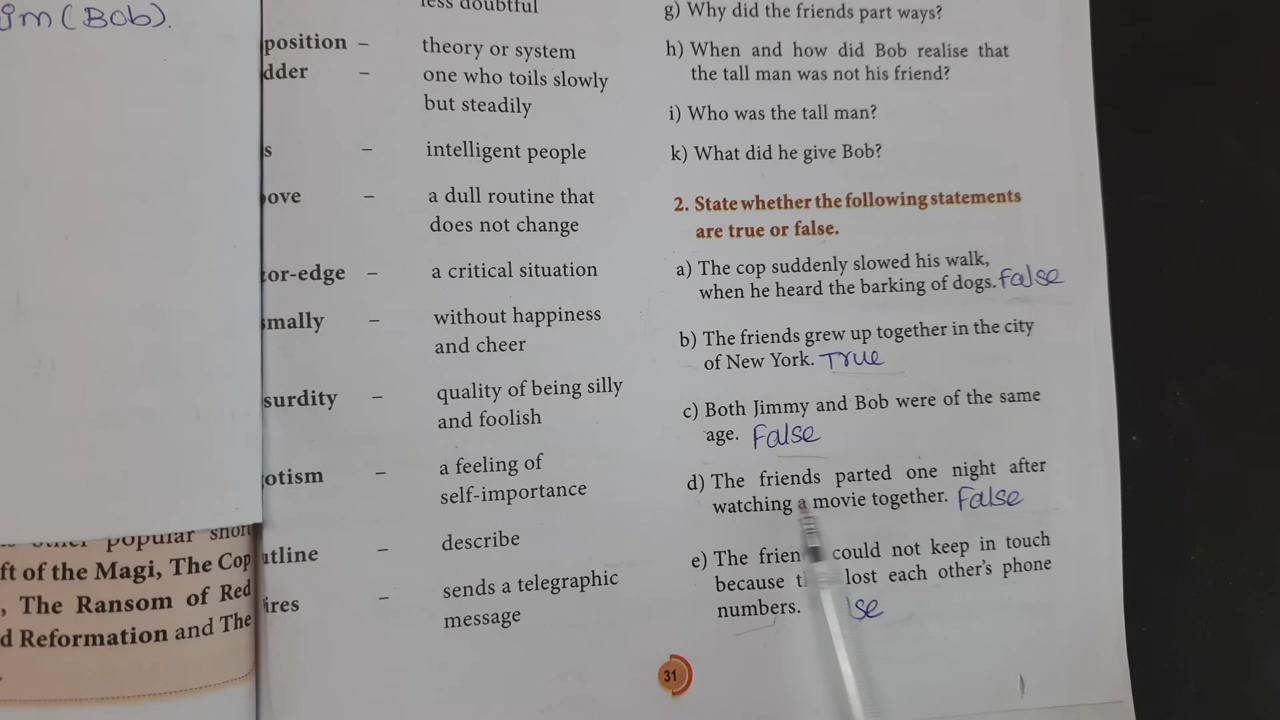 im (Bob).
less doubtful
position – theory or system
dder – one who toils slowly
but steadily
s – intelligent people
ove – a dull routine that
does not change
or-edge – a critical situation
mally – without happiness
and cheer
surdity – quality of being silly
and foolish
otism – a feeling of
self-importance
utline – describe
ires – sends a telegraphic
message
popular short
ft of the Magi, The Cop
, The Ransom of Red
d Reformation and The
g) Why did the friends part ways?
h) When and how did Bob realise that
the tall man was not his friend?
i) Who was the tall man?
k) What did he give Bob?
2. State whether the following statements
are true or false.
a) The cop suddenly slowed his walk,
when he heard the barking of dogs. False
b) The friends grew up together in the city
of New York. True
c) Both Jimmy and Bob were of the same
age. False
d) The friends parted one night after
watching a movie together. False
e) The frien could not keep in touch
because t lost each other's phone
numbers. lse
31